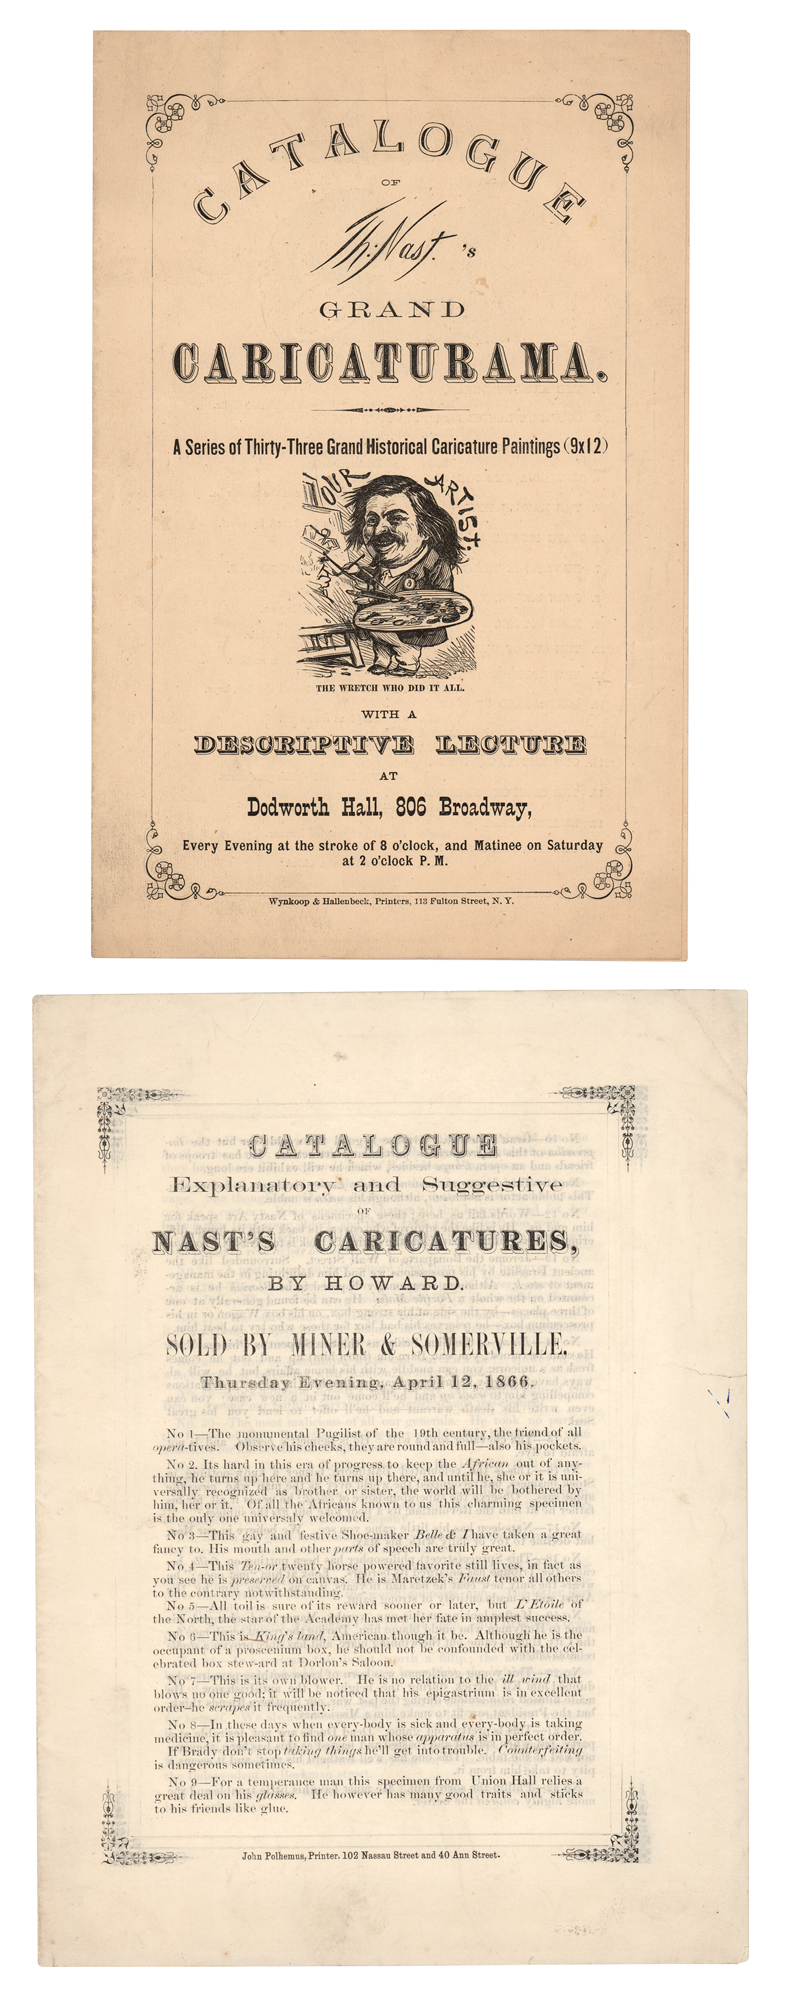 CATALOGUE
OF
Th: Nast. 's
GRAND
CARICATURAMA.
A Series of Thirty-Three Grand Historical Caricature Paintings (9x12)
OUR ARTIST.
THE WRETCH WHO DID IT ALL.
WITH A
DESCRIPTIVE LECTURE
AT
Dodworth Hall, 806 Broadway,
Every Evening at the stroke of 8 o'clock, and Matinee on Saturday
at 2 o'clock P. M.
Wynkoop & Hallenbeck, Printers, 113 Fulton Street, N. Y.
CATALOGUE
Explanatory and Suggestive
OF
NAST'S CARICATURES,
BY HOWARD.
SOLD BY MINER & SOMERVILLE.
Thursday Evening, April 12, 1866.
No 1—The monumental Pugilist of the 19th century, the friend of all
opera-tives. Observe his cheeks, they are round and full—also his pockets.
No 2. Its hard in this era of progress to keep the African out of any-
thing, he turns up here and he turns up there, and until he, she or it is uni-
versally recognized as brother or sister, the world will be bothered by
him, her or it. Of all the Africans known to us this charming specimen
is the only one universaly welcomed.
No 3—This gay and festive Shoe-maker Belle & I have taken a great
fancy to. His mouth and other parts of speech are truly great.
No 4—This Ten-or twenty horse powered favorite still lives, in fact as
you see he is preserved on canvas. He is Maretzek's Faust tenor all others
to the contrary notwithstanding.
No 5—All toil is sure of its reward sooner or later, but L'Etoile of
the North, the star of the Academy has met her fate in amplest success.
No 6—This is King's land, American though it be. Although he is the
occupant of a proscenium box, he should not be confounded with the cel-
ebrated box stew-ard at Dorlon's Saloon.
No 7—This is its own blower. He is no relation to the ill wind that
blows no one good; it will be noticed that his epigastrium is in excellent
order—he scrapes it frequently.
No 8—In these days when every-body is sick and every-body is taking
medicine, it is pleasant to find one man whose apparatus is in perfect order.
If Brady don't stop taking things he'll get into trouble. Counterfeiting
is dangerous sometimes.
No 9—For a temperance man this specimen from Union Hall relies a
great deal on his glasses. He however has many good traits and sticks
to his friends like glue.
John Polhemus, Printer. 102 Nassau Street and 40 Ann Street.